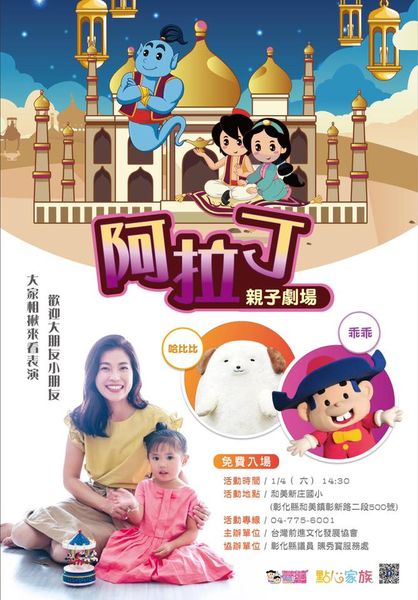 阿拉丁
親子劇場
歡迎大朋友小朋友
大家相揪來看表演
哈比比
乖乖
免費入場
活動時間 / 1/4 ( 六 ) 14:30
活動地點 / 和美新庄國小
(彰化縣和美鎮彰新路二段500號)
活動專線 / 04-775-6001
主辦單位 / 台灣前進文化發展協會
協辦單位 / 彰化縣議員 賴秀寳服務處
點心家族